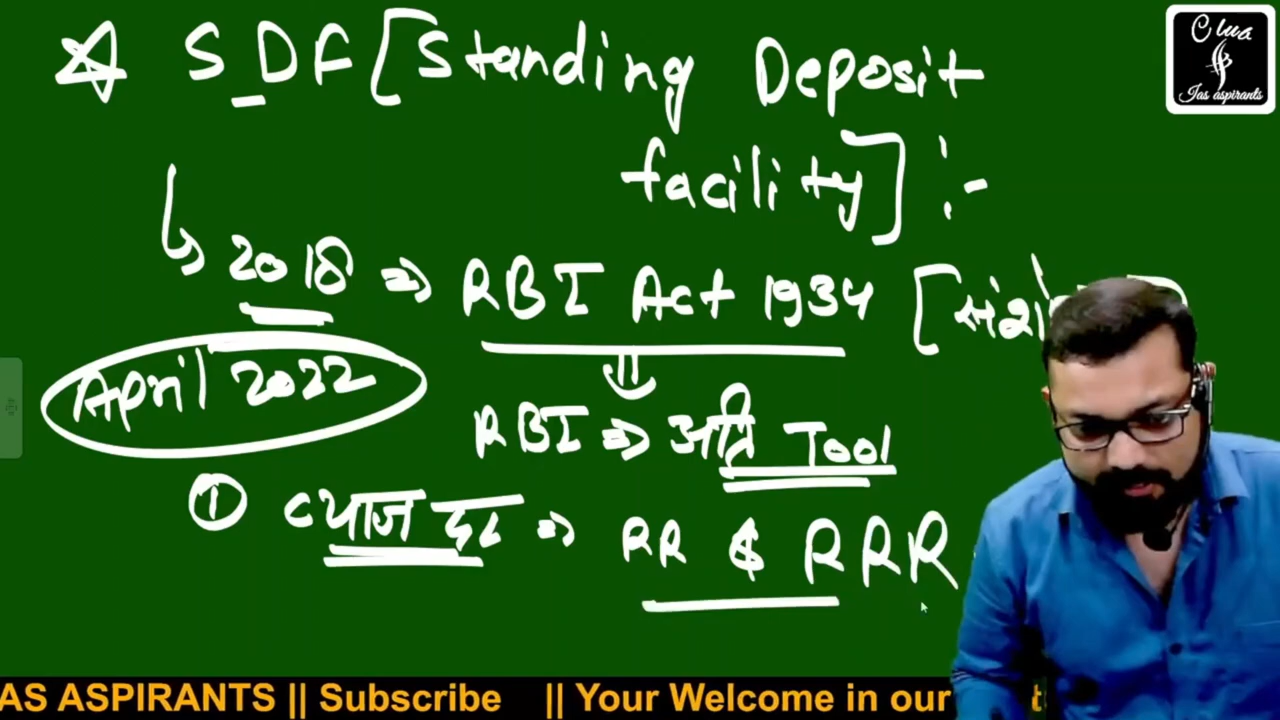 ☆ SDF [Standing Deposit
facility] :-
↳ 2018 ⇒ RBI Act 1934 [
April 2022
RBI ⇒ अति Tool
① ब्याज दर ⇒ RR & RRR
Clue
Ias aspirants
AS ASPIRANTS || Subscribe || Your Welcome in our